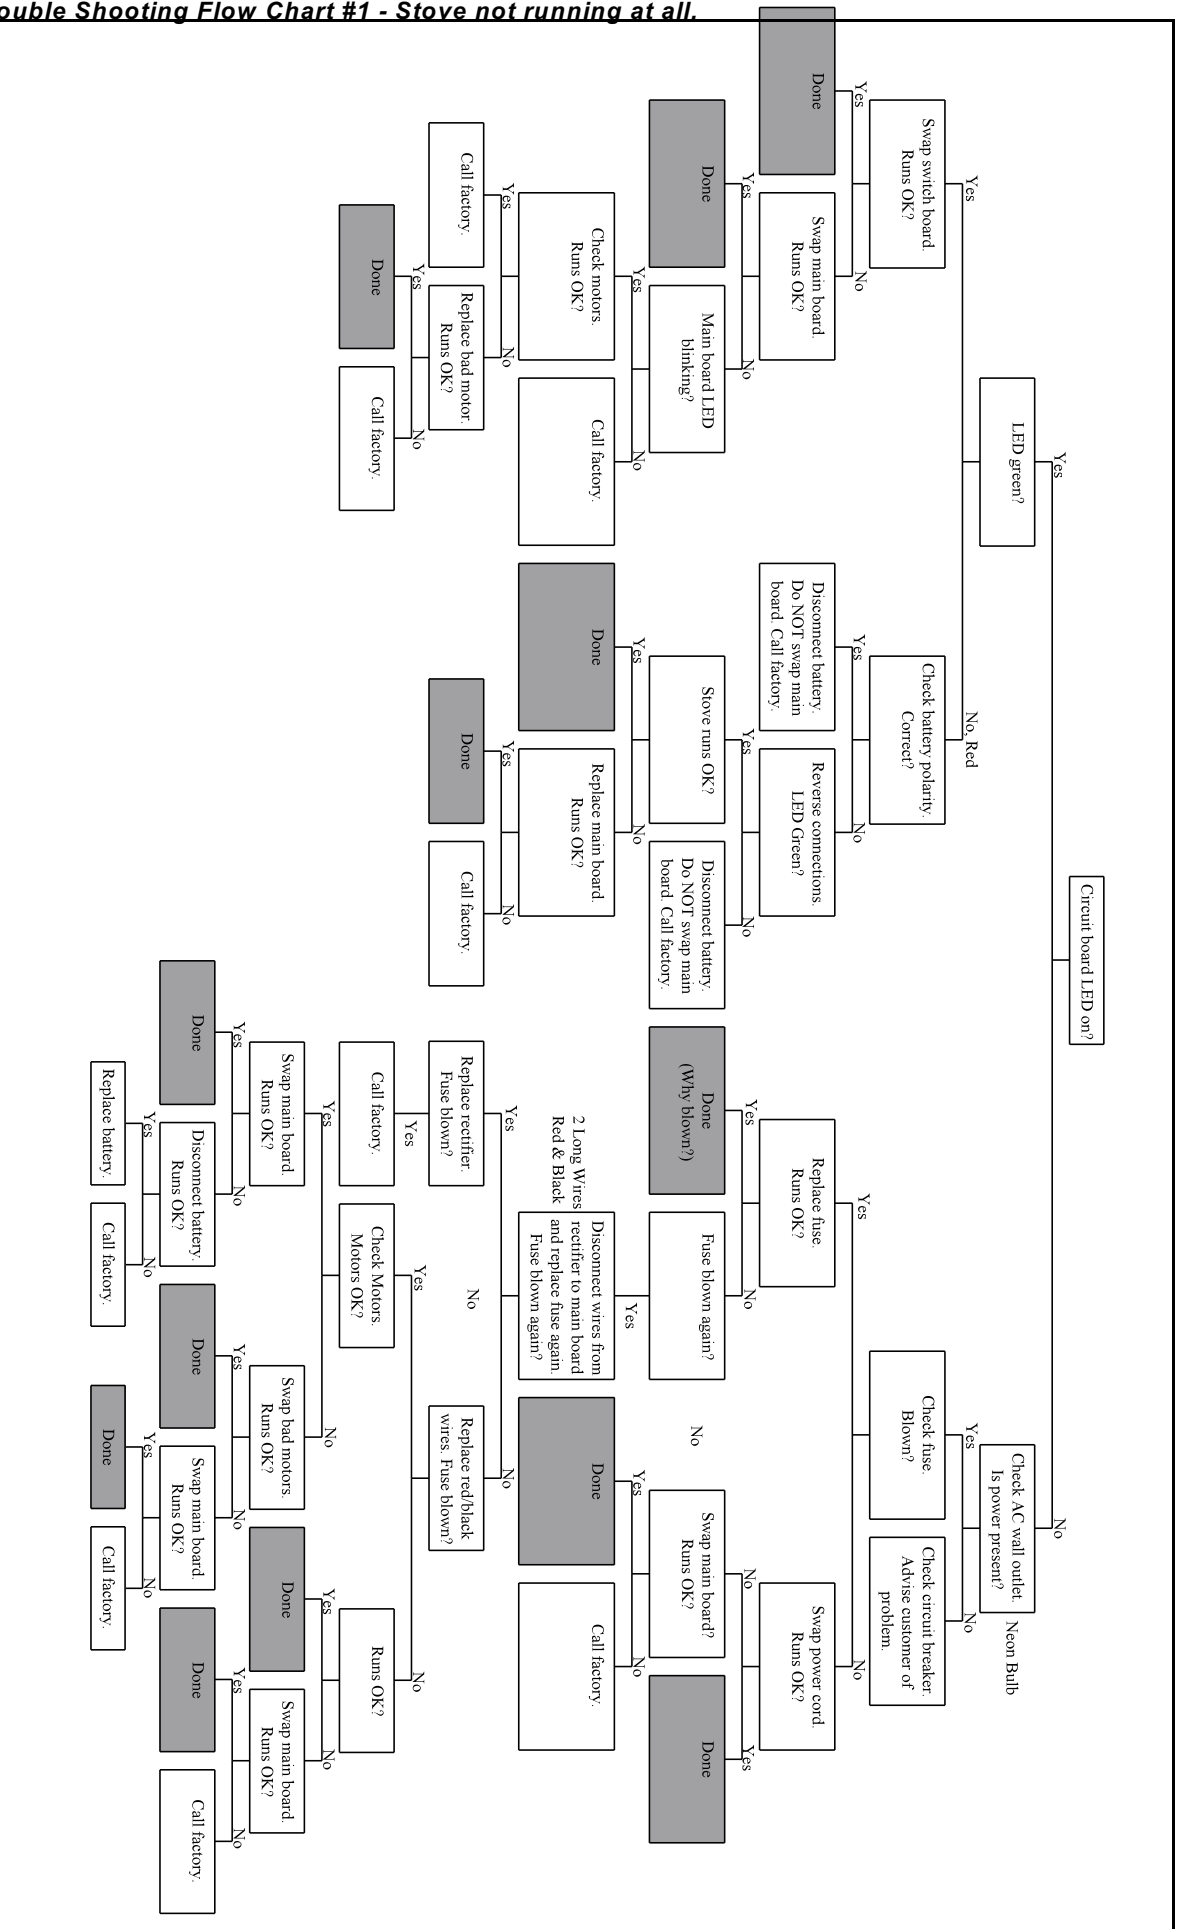 ouble Shooting Flow Chart #1 - Stove not running at all.
Circuit board LED on?
Yes
No
LED green?
Check AC wall outlet.
Is power present?
Neon Bulb
Yes
No, Red
Yes
No
Swap switch board.
Runs OK?
Check battery polarity.
Correct?
Check fuse.
Blown?
Check circuit breaker.
Advise customer of
problem.
Yes
No
Yes
No
Yes
No
Done
Swap main board.
Runs OK?
Disconnect battery.
Do NOT swap main
board. Call factory.
Reverse connections.
LED Green?
Replace fuse.
Runs OK?
Swap power cord.
Runs OK?
Yes
No
Yes
No
Yes
No
No
Yes
Done
Main board LED
blinking?
Stove runs OK?
Disconnect battery.
Do NOT swap main
board. Call factory.
Done
(Why blown?)
Fuse blown again?
No
Swap main board?
Runs OK?
Done
Yes
No
Yes
No
Yes
Yes
No
Check motors.
Runs OK?
Call factory.
Done
Replace main board.
Runs OK?
2 Long Wires
Red & Black
Disconnect wires from
rectifier to main board
and replace fuse again.
Fuse blown again?
Done
Call factory.
Yes
No
Yes
No
Yes
No
No
Call factory.
Replace bad motor.
Runs OK?
Done
Call factory.
Replace rectifier.
Fuse blown?
Replace red/black
wires. Fuse blown?
Yes
No
Yes
Yes
No
Done
Call factory.
Call factory.
Check Motors.
Motors OK?
Runs OK?
Yes
No
Yes
No
Swap main board.
Runs OK?
Swap bad motors.
Runs OK?
Done
Swap main board.
Runs OK?
Yes
No
Yes
No
Yes
No
Done
Disconnect battery.
Runs OK?
Done
Swap main board.
Runs OK?
Done
Call factory.
Yes
No
Yes
No
Replace battery.
Call factory.
Done
Call factory.